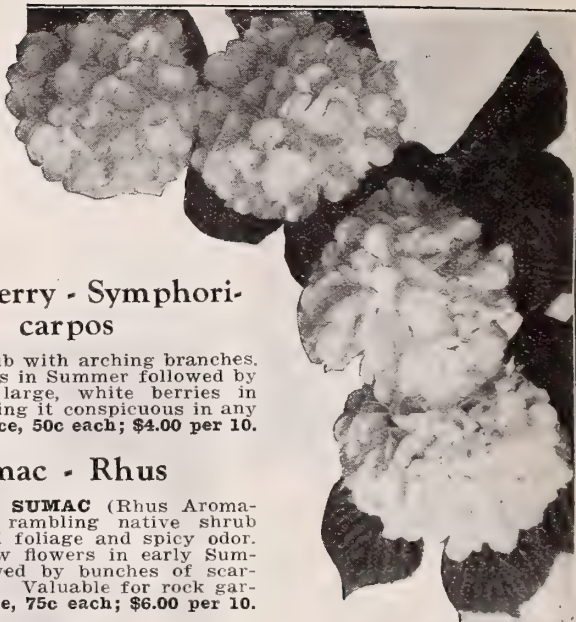 erry - Symphori-
carpos
b with arching branches.
s in Summer followed by
large, white berries in
ing it conspicuous in any
ce, 50c each; $4.00 per 10.
mac - Rhus
SUMAC (Rhus Aroma-
rambling native shrub
foliage and spicy odor.
w flowers in early Sum-
ved by bunches of scar-
Valuable for rock gar-
e, 75c each; $6.00 per 10.